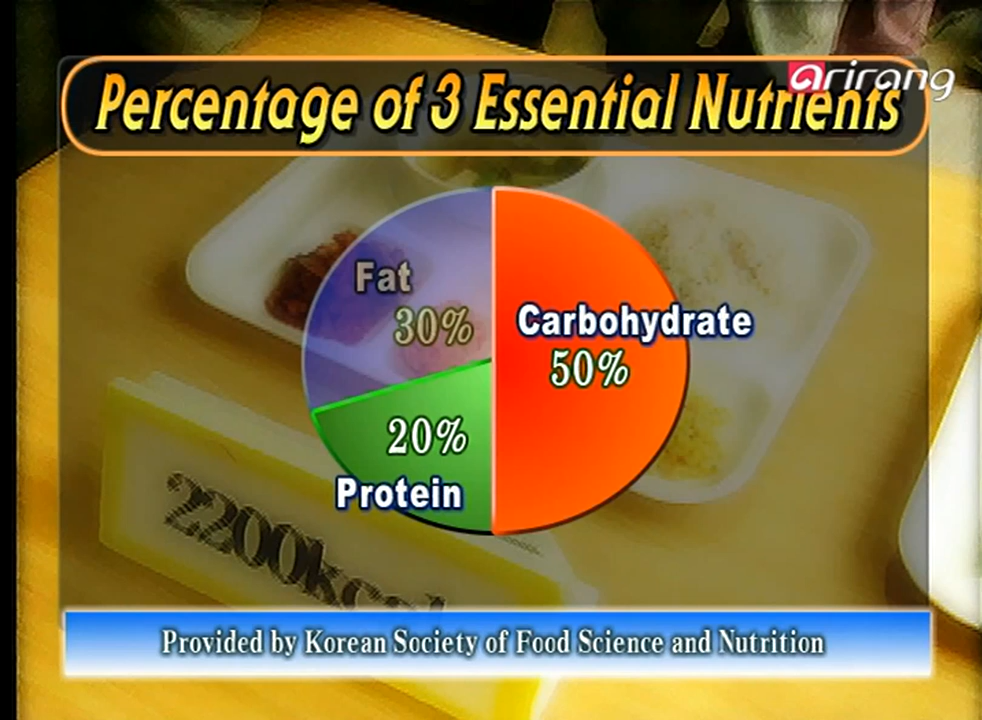 arirang
Percentage of 3 Essential Nutrients
Fat
30%
Carbohydrate
50%
20%
Protein
2200kcal
Provided by Korean Society of Food Science and Nutrition